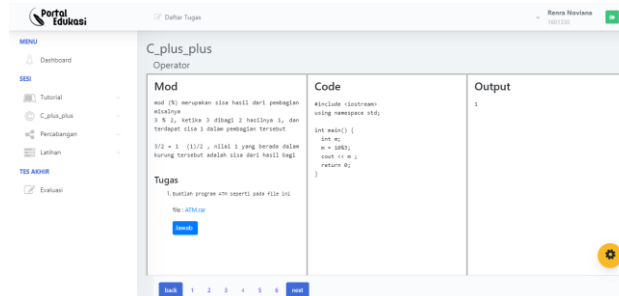 Portal
Edukasi
Daftar Tugas
Renra Noviana
MENU
Dashboard
SESI
Tutorial
C_plus_plus
Percabangan
Latihan
TES AKHIR
Evaluasi
C_plus_plus
Operator
Mod
mod (%) merupakan sisa hasil dari pembagian
misalnya
3 % 2, ketika 3 dibagi 2 hasilnya 1, dan
terdapat sisa 1 dalam pembagian tersebut
3/2 = 1 (1)/2 , nilai 1 yang berada dalam
kurung tersebut adalah sisa dari hasil bagi
Tugas
1.Buatlah program ATM seperti pada file ini
file : ATM.rar
Jawab
Code
#include <iostream>
using namespace std;
int main() {
int m;
m = 10%3;
cout << m ;
return 0;
}
Output
1
back 1 2 3 4 5 6 next